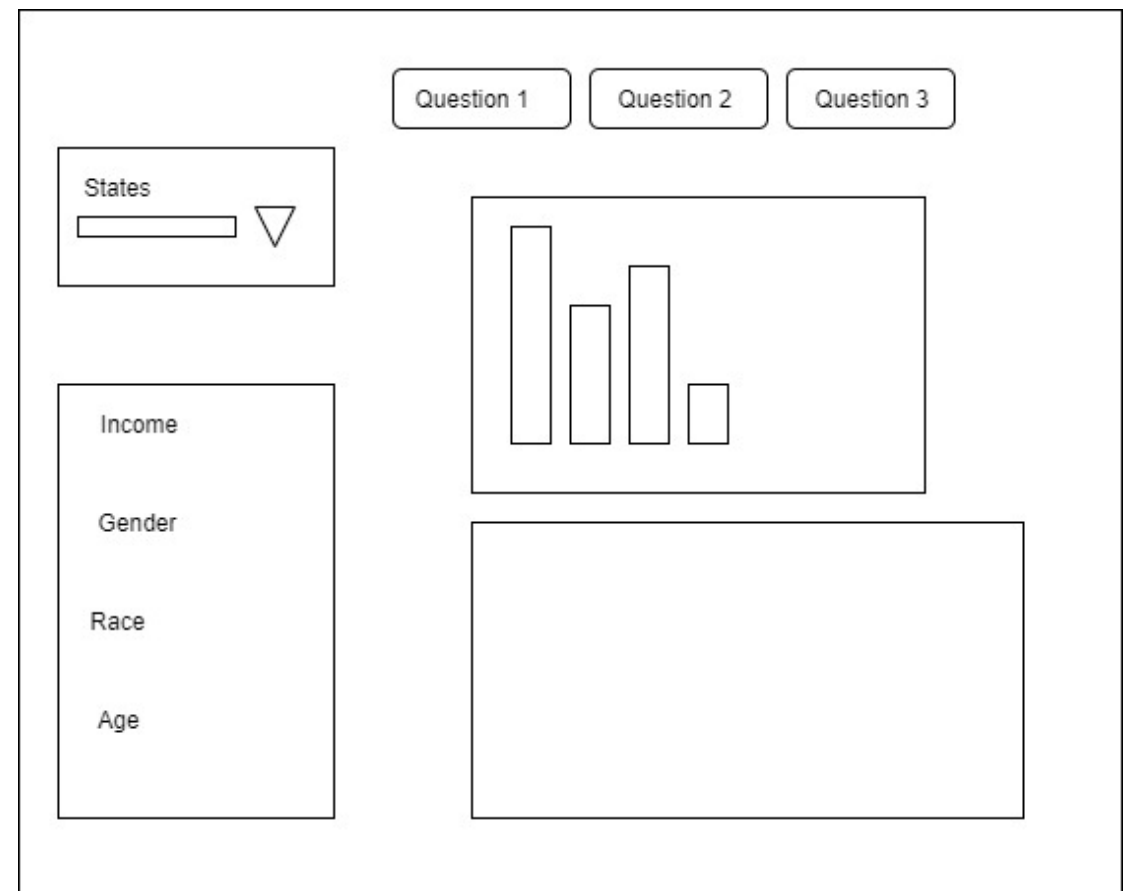 Question 1
Question 2
Question 3
States
Income
Gender
Race
Age